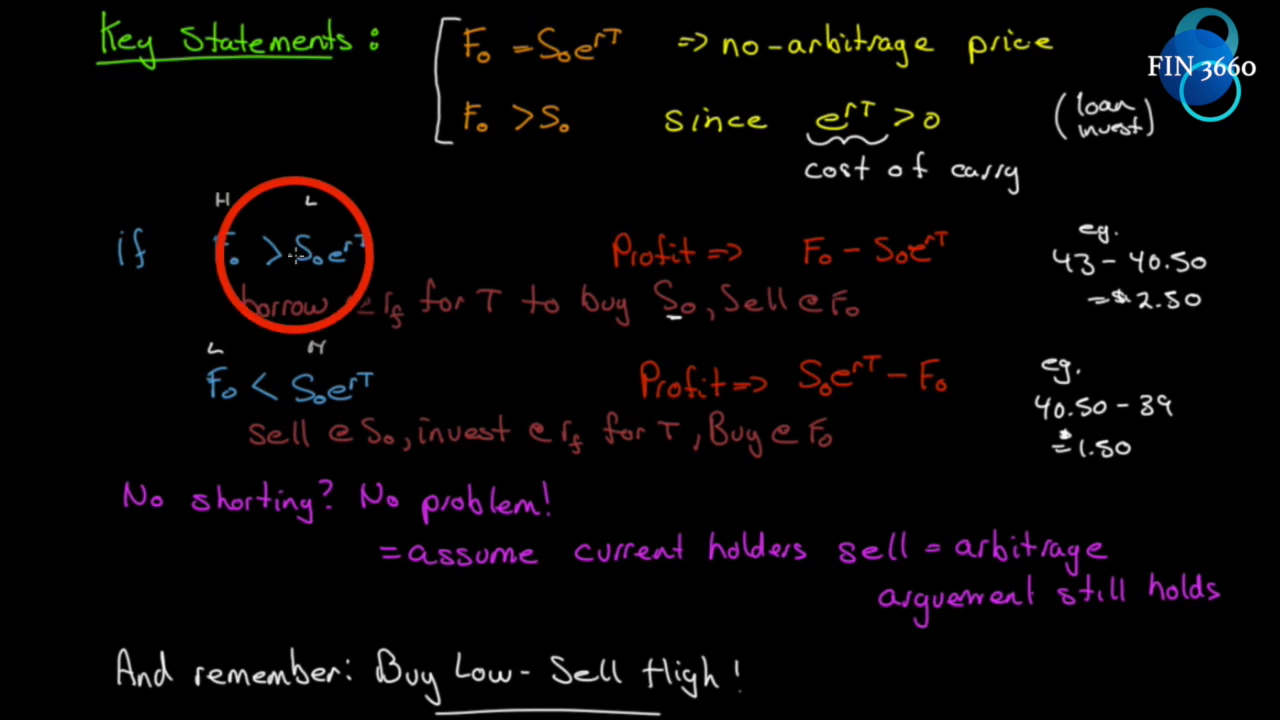 Key Statements: F₀ = S₀e^rT => no-arbitrage price
FIN 3660
F₀ > S₀ since e^rT > 0 (loan invest)
cost of carry
H L
if F₀ > S₀e^rT Profit => F₀ - S₀e^rT
eg.
43 - 40.50
= $2.50
borrow @ r_f for T to buy S₀, Sell @ F₀
L H
F₀ < S₀e^rT Profit => S₀e^rT - F₀
eg.
40.50 - 39
= $1.50
sell @ S₀, invest @ r_f for T, Buy @ F₀
No shorting? No problem!
= assume current holders sell = arbitrage
arguement still holds
And remember: Buy Low - Sell High!